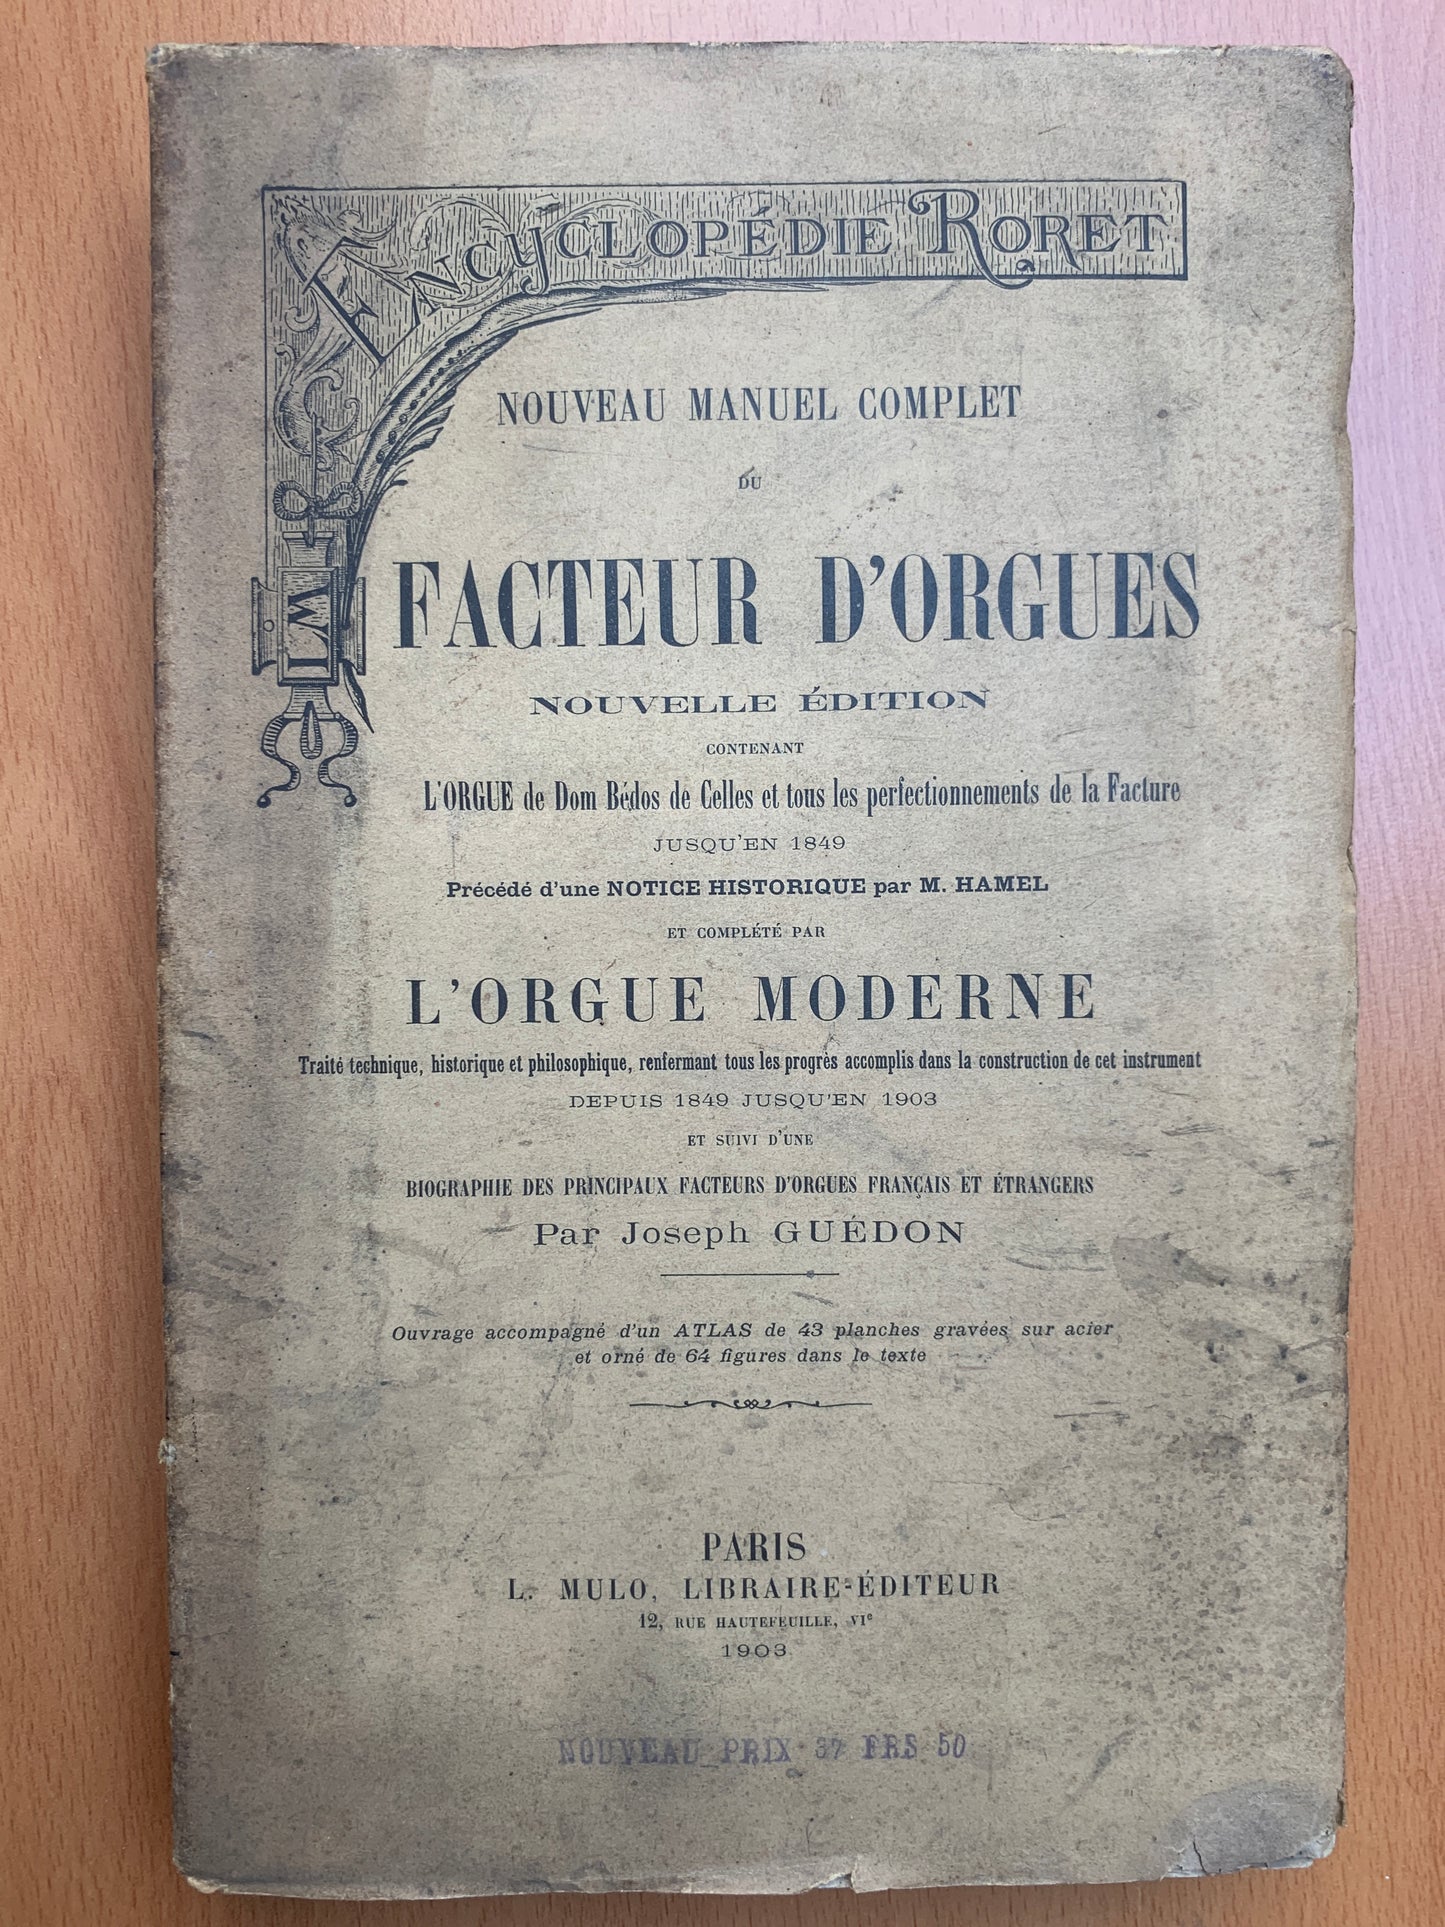 ENCYCLOPÉDIE RORET
NOUVEAU MANUEL COMPLET
DU
FACTEUR D'ORGUES
NOUVELLE ÉDITION
CONTENANT
L'ORGUE de Dom Bédos de Celles et tous les perfectionnements de la Facture
JUSQU'EN 1849
Précédé d'une NOTICE HISTORIQUE par M. HAMEL
ET COMPLÉTÉ PAR
L'ORGUE MODERNE
Traité technique, historique et philosophique, renfermant tous les progrès accomplis dans la construction de cet instrument
DEPUIS 1849 JUSQU'EN 1903
ET SUIVI D'UNE
BIOGRAPHIE DES PRINCIPAUX FACTEURS D'ORGUES FRANÇAIS ET ÉTRANGERS
Par Joseph GUÉDON
Ouvrage accompagné d'un ATLAS de 43 planches gravées sur acier
et orné de 64 figures dans le texte
PARIS
L. MULO, LIBRAIRE-ÉDITEUR
12, RUE HAUTEFEUILLE, VIe
1903
NOUVEAU PRIX 37 FRS 50
LM